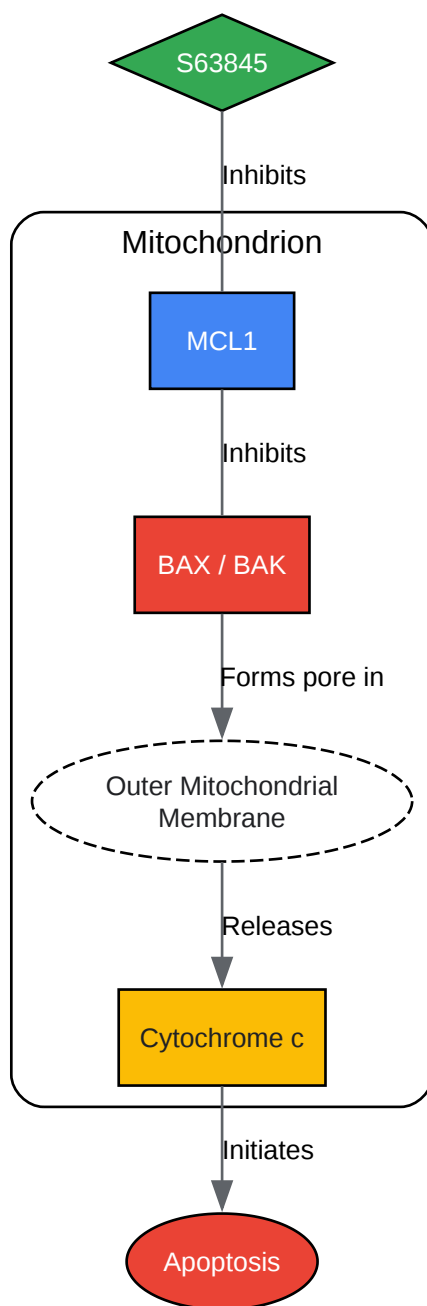 S63845
Inhibits
Mitochondrion
MCL1
Inhibits
BAX / BAK
Forms pore in
Outer Mitochondrial
Membrane
Releases
Cytochrome c
Initiates
Apoptosis